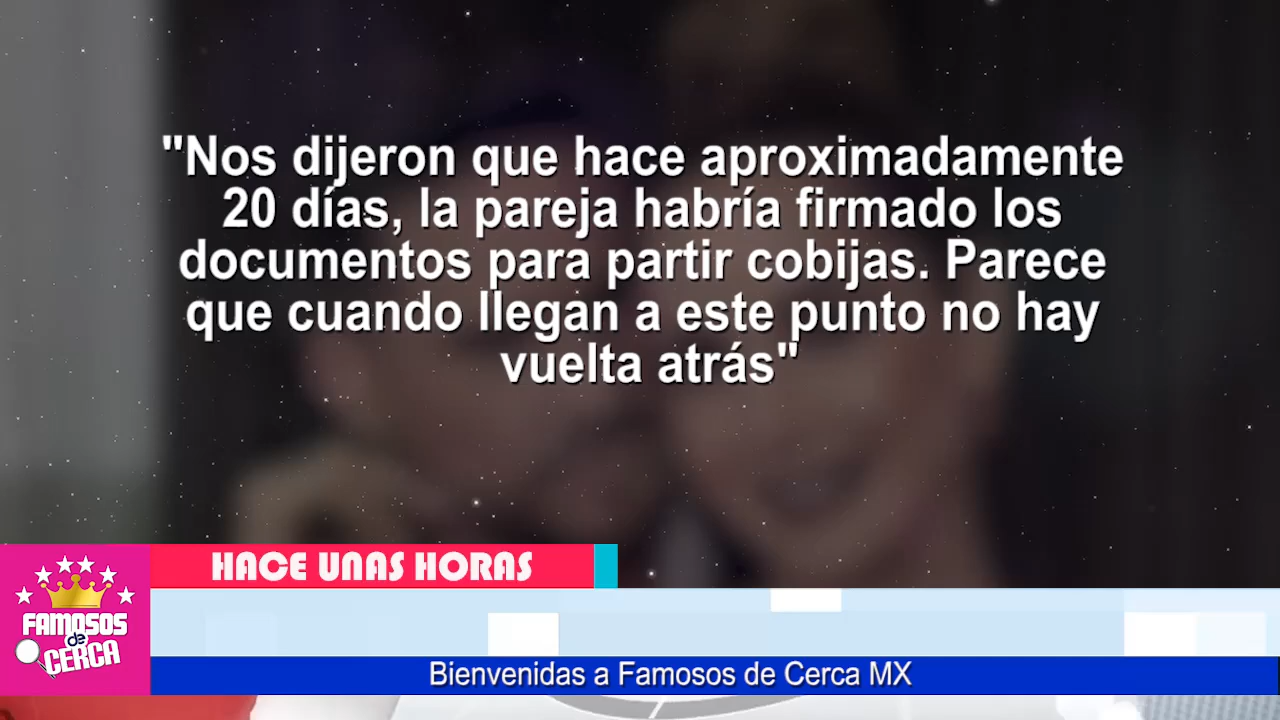 "Nos dijeron que hace aproximadamente
20 días, la pareja habría firmado los
documentos para partir cobijas. Parece
que cuando llegan a este punto no hay
vuelta atrás"
HACE UNAS HORAS
FAMOSOS
de
CERCA
Bienvenidas a Famosos de Cerca MX